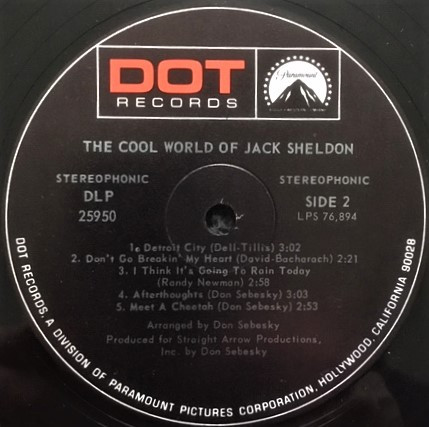 DOT
RECORDS
Paramount
THE COOL WORLD OF JACK SHELDON
STEREOPHONIC
DLP
25950
STEREOPHONIC
SIDE 2
LPS 76,894
1. Detroit City (Dell-Tillis) 3:02
2. Don't Go Breakin' My Heart (David-Bacharach) 2:21
3. I Think It's Going To Rain Today
(Randy Newman) 2:58
4. Afterthoughts (Don Sebesky) 3:03
5. Meet A Cheetah (Don Sebesky) 2:53
Arranged by Don Sebesky
Produced for Straight Arrow Productions,
Inc. by Don Sebesky
DOT RECORDS, A DIVISION OF PARAMOUNT PICTURES CORPORATION, HOLLYWOOD, CALIFORNIA 90028